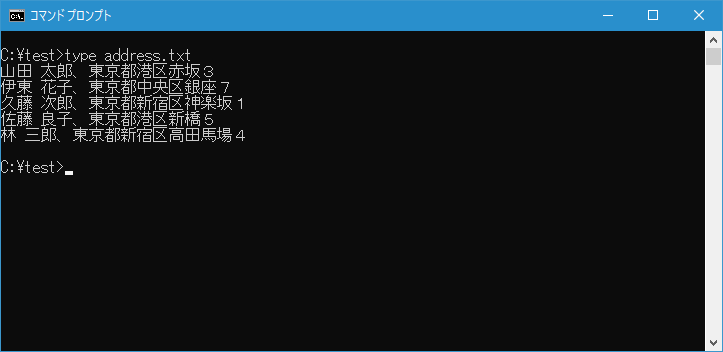 コマンドプロンプト
C:\test>type address.txt
山田 太郎、東京都港区赤坂３
伊東 花子、東京都中央区銀座７
久藤 次郎、東京都新宿区神楽坂１
佐藤 良子、東京都港区新橋５
林 三郎、東京都新宿区高田馬場４
C:\test>